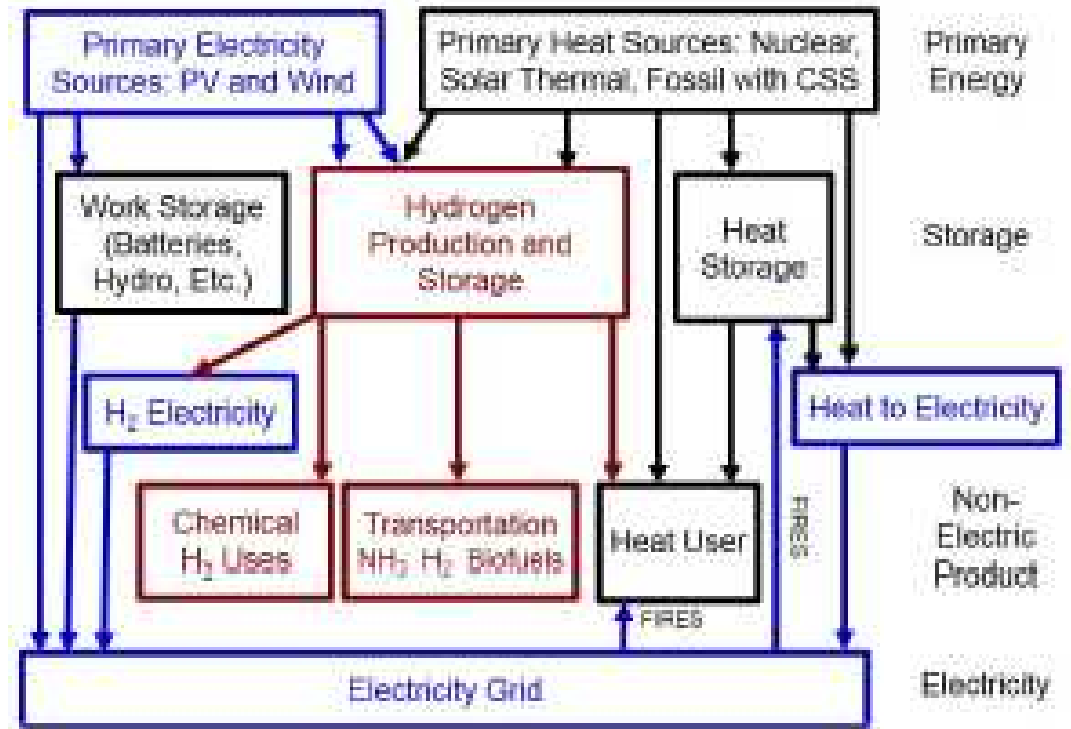 Primary Electricity
Sources: PV and Wind
Primary Heat Sources: Nuclear,
Solar Thermal, Fossil with CSS
Primary
Energy
Work Storage
(Batteries,
Hydro, Etc.)
Hydrogen
Production and
Storage
Heat
Storage
Storage
H₂ Electricity
Heat to Electricity
Chemical
H₂ Uses
Transportation
NH₃ H₂ Biofuels
Heat User
FIRES
Non-
Electric
Product
FIRES
Electricity Grid
Electricity